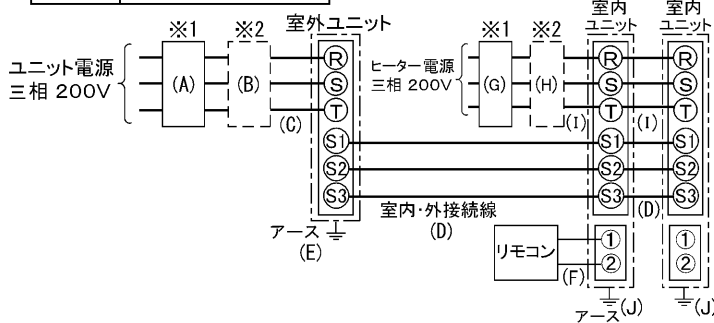 ※1
※2
室外ユニット
ユニット電源
三相 200V
(A)
(B)
(C)
R
S
T
S1
S2
S3
アース
(E)
室内・外接続線
(D)
※1
※2
ヒーター電源
三相 200V
(G)
(H)
(I)
室内
ユニット
R
S
T
S1
S2
S3
(I)
(D)
室内
ユニット
R
S
T
S1
S2
S3
リモコン
(F)
①
②
アース
(J)
①
②
(J)